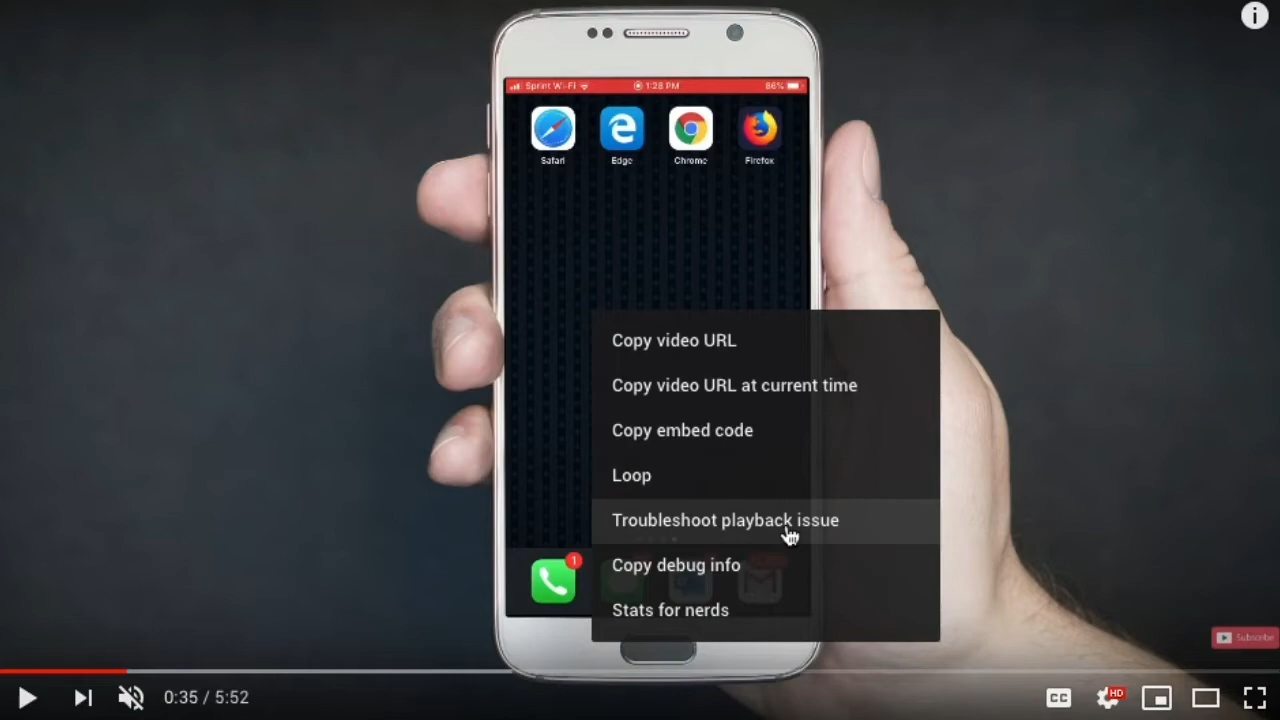 Sprint Wi-Fi 1:28 PM 86%
Safari Edge Chrome Firefox
Copy video URL
Copy video URL at current time
Copy embed code
Loop
Troubleshoot playback issue
1
Copy debug info
Stats for nerds
Subscribe
0:35 / 5:52
CC HD